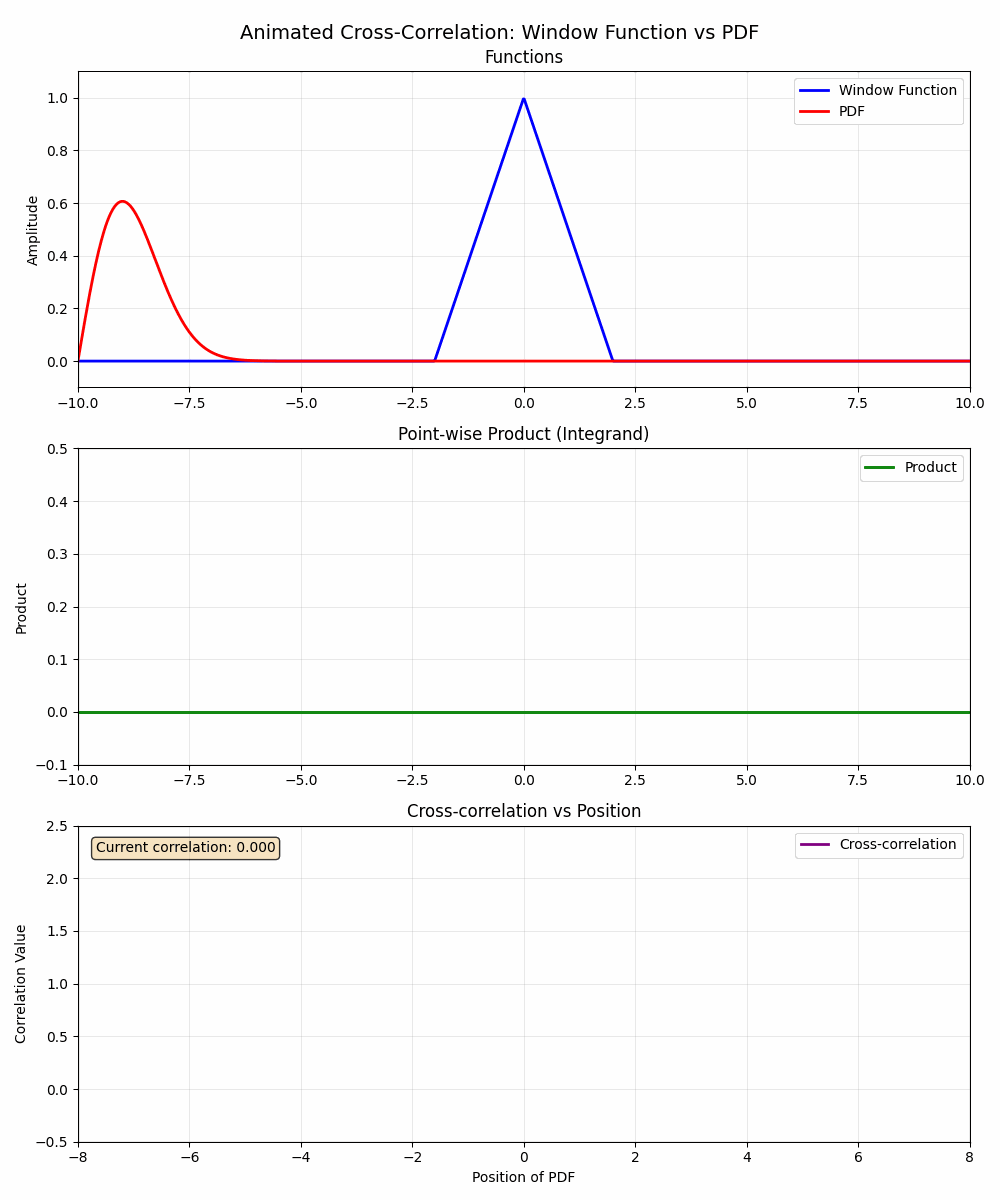 Animated Cross-Correlation: Window Function vs PDF
Functions
Window Function
PDF
Amplitude
1.0
0.8
0.6
0.4
0.2
0.0
−10.0 −7.5 −5.0 −2.5 0.0 2.5 5.0 7.5 10.0
Point-wise Product (Integrand)
Product
Product
0.5
0.4
0.3
0.2
0.1
0.0
−0.1
−10.0 −7.5 −5.0 −2.5 0.0 2.5 5.0 7.5 10.0
Cross-correlation vs Position
Current correlation: 0.000
Cross-correlation
Correlation Value
2.5
2.0
1.5
1.0
0.5
0.0
−0.5
−8 −6 −4 −2 0 2 4 6 8
Position of PDF